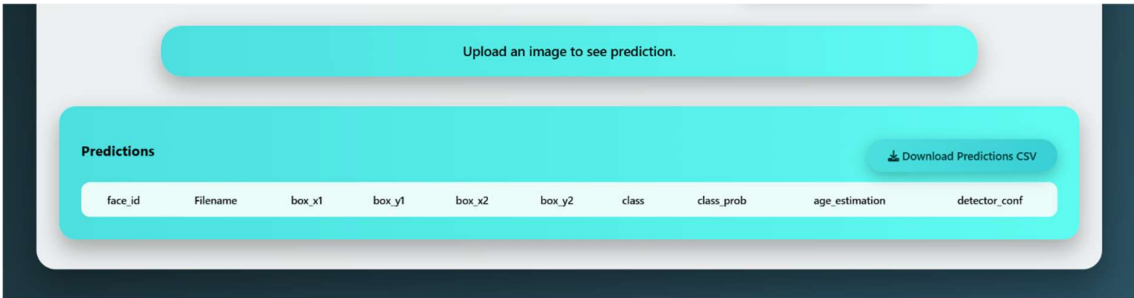 Upload an image to see prediction.
Predictions
Download Predictions CSV
face_id Filename box_x1 box_y1 box_x2 box_y2 class class_prob age_estimation detector_conf